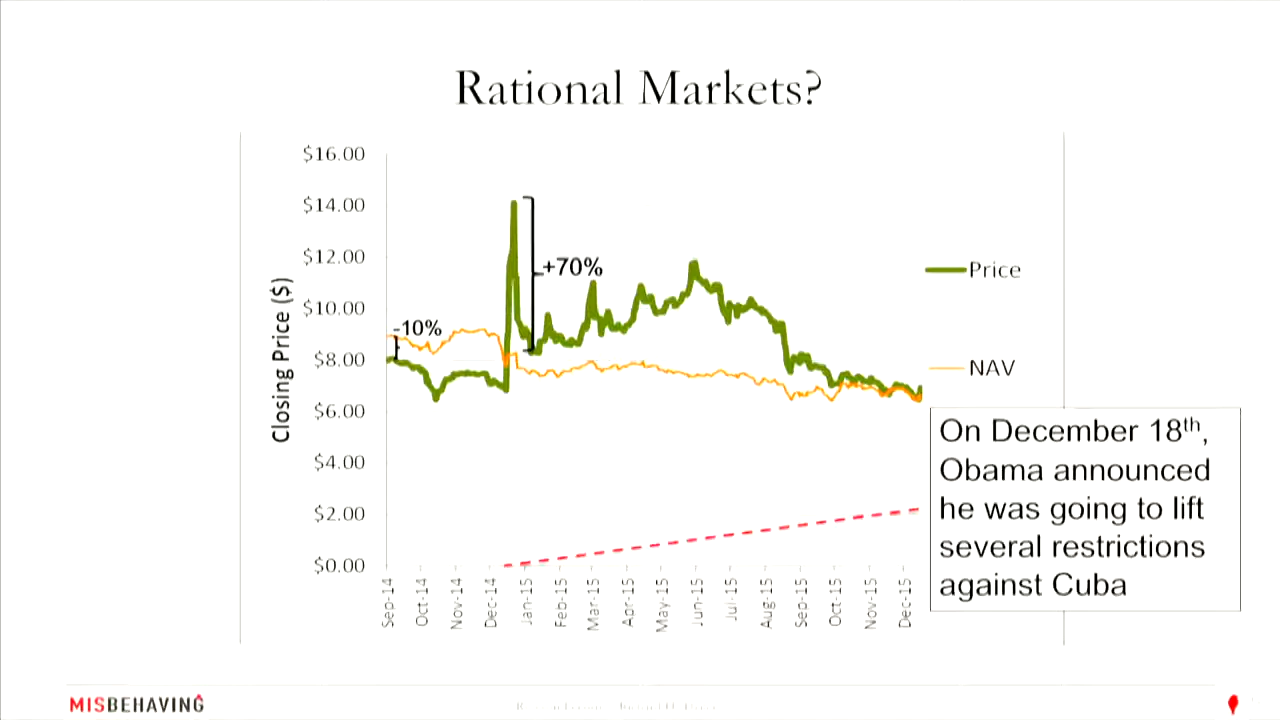 Rational Markets?
$16.00
$14.00
$12.00
$10.00
$8.00
$6.00
$4.00
$2.00
$0.00
Closing Price ($)
-10%
+70%
Price
NAV
Sep-14
Oct-14
Nov-14
Dec-14
Jan-15
Feb-15
Mar-15
Apr-15
May-15
Jun-15
Jul-15
Aug-15
Sep-15
Oct-15
Nov-15
Dec-15
On December 18th,
Obama announced
he was going to lift
several restrictions
against Cuba
MISBEHAVING